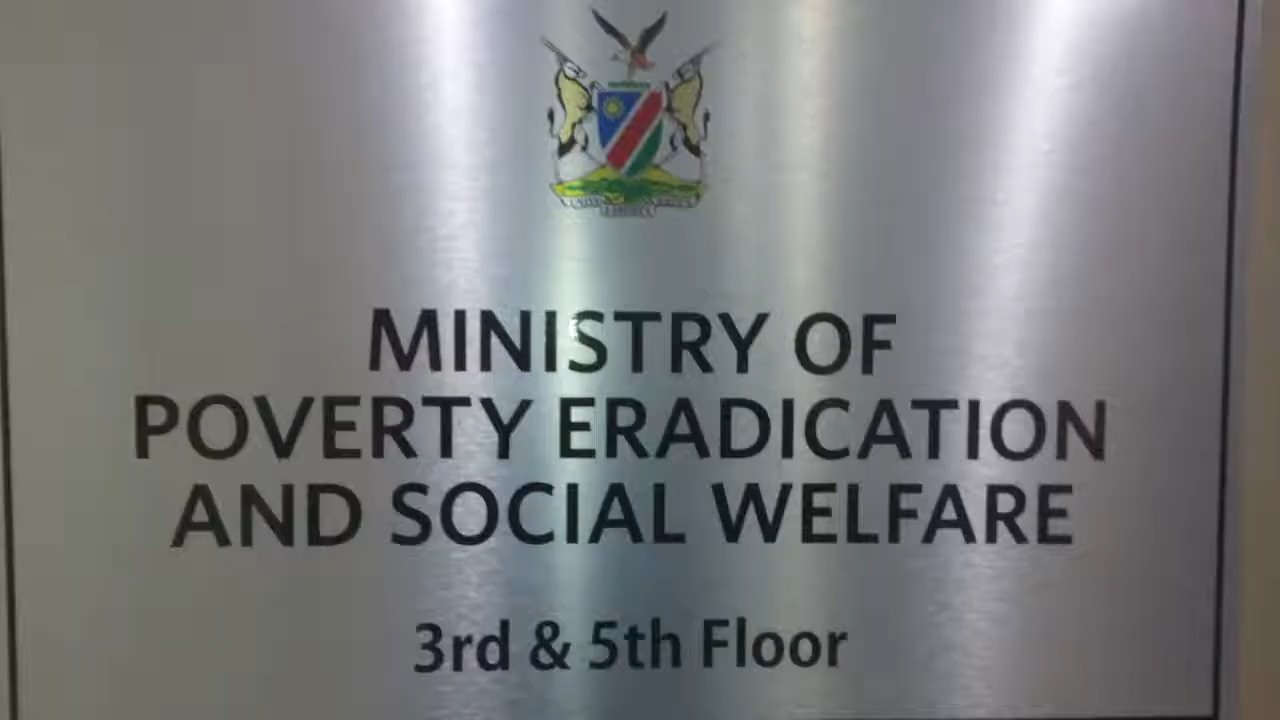 MINISTRY OF
POVERTY ERADICATION
AND SOCIAL WELFARE
3rd & 5th Floor